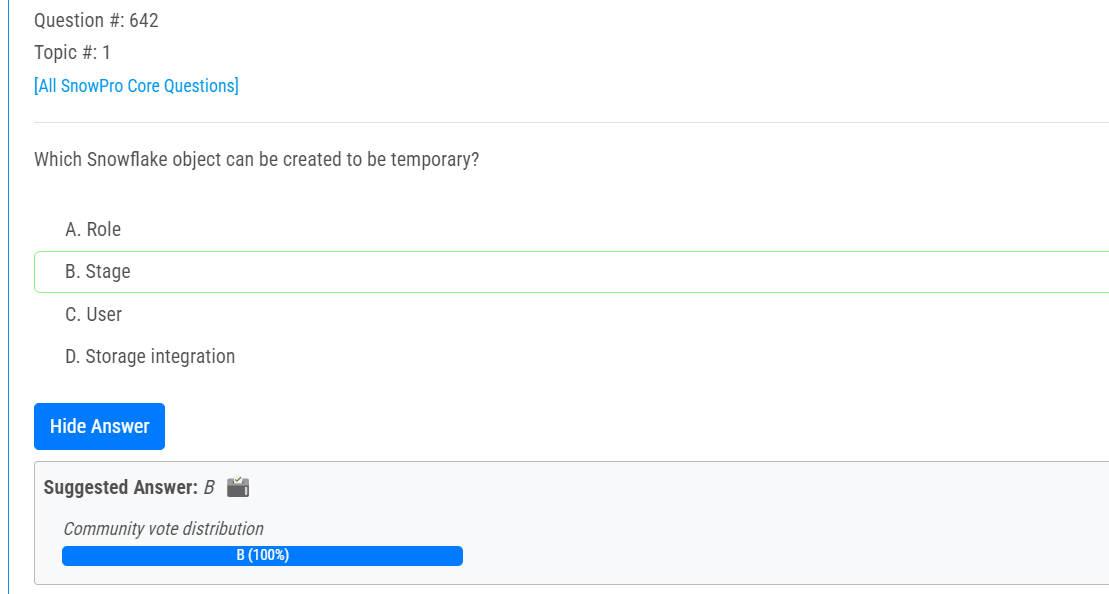 Question #: 642
Topic #: 1
[All SnowPro Core Questions]
Which Snowflake object can be created to be temporary?
A. Role
B. Stage
C. User
D. Storage integration
Hide Answer
Suggested Answer: B
Community vote distribution
B (100%)